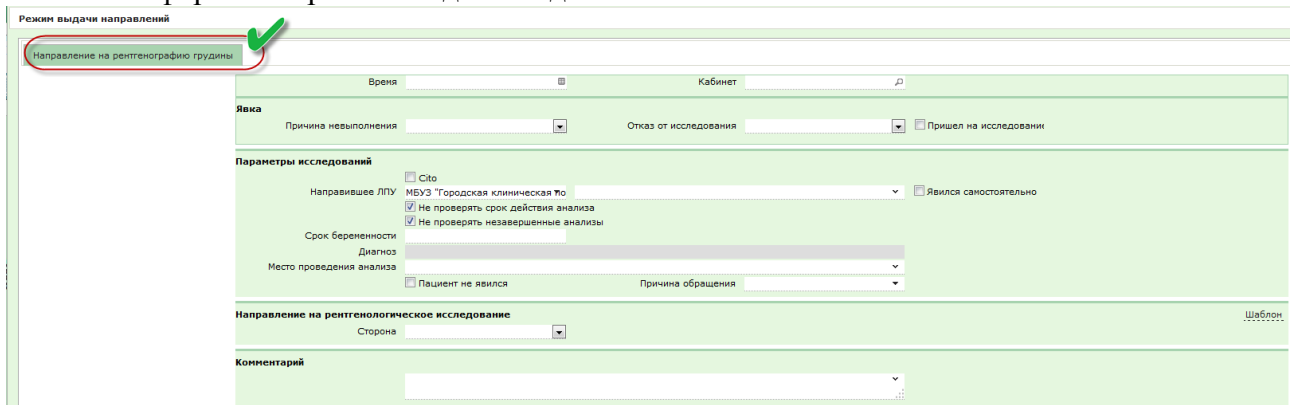 Режим выдачи направлений
Направление на рентгенографию грудины
Время Кабинет
Явка
Причина невыполнения Отказ от исследования Пришел на исследование
Параметры исследований
Cito
Направившее ЛПУ МБУЗ "Городская клиническая по Явился самостоятельно
Не проверять срок действия анализа
Не проверять незавершенные анализы
Срок беременности
Диагноз
Место проведения анализа
Пациент не явился Причина обращения
Направление на рентгенологическое исследование Шаблон
Сторона
Комментарий